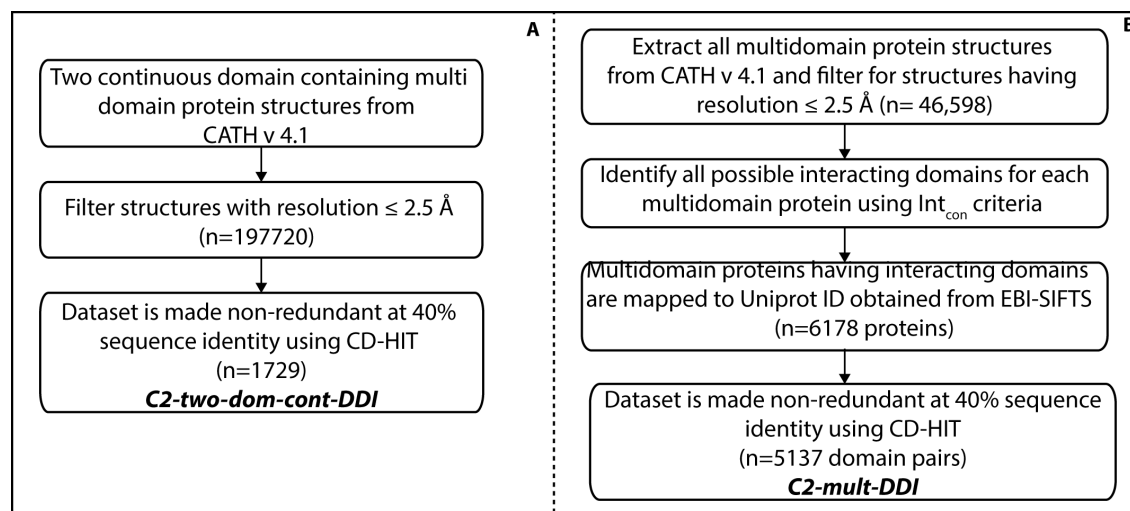 A
Two continuous domain containing multi
domain protein structures from
CATH v 4.1
Filter structures with resolution ≤ 2.5 Å
(n=197720)
Dataset is made non-redundant at 40%
sequence identity using CD-HIT
(n=1729)
C2-two-dom-cont-DDI
Extract all multidomain protein structures
from CATH v 4.1 and filter for structures having
resolution ≤ 2.5 Å (n= 46,598)
Identify all possible interacting domains for each
multidomain protein using Intcon criteria
Multidomain proteins having interacting domains
are mapped to Uniprot ID obtained from EBI-SIFTS
(n=6178 proteins)
Dataset is made non-redundant at 40% sequence
identity using CD-HIT
(n=5137 domain pairs)
C2-mult-DDI